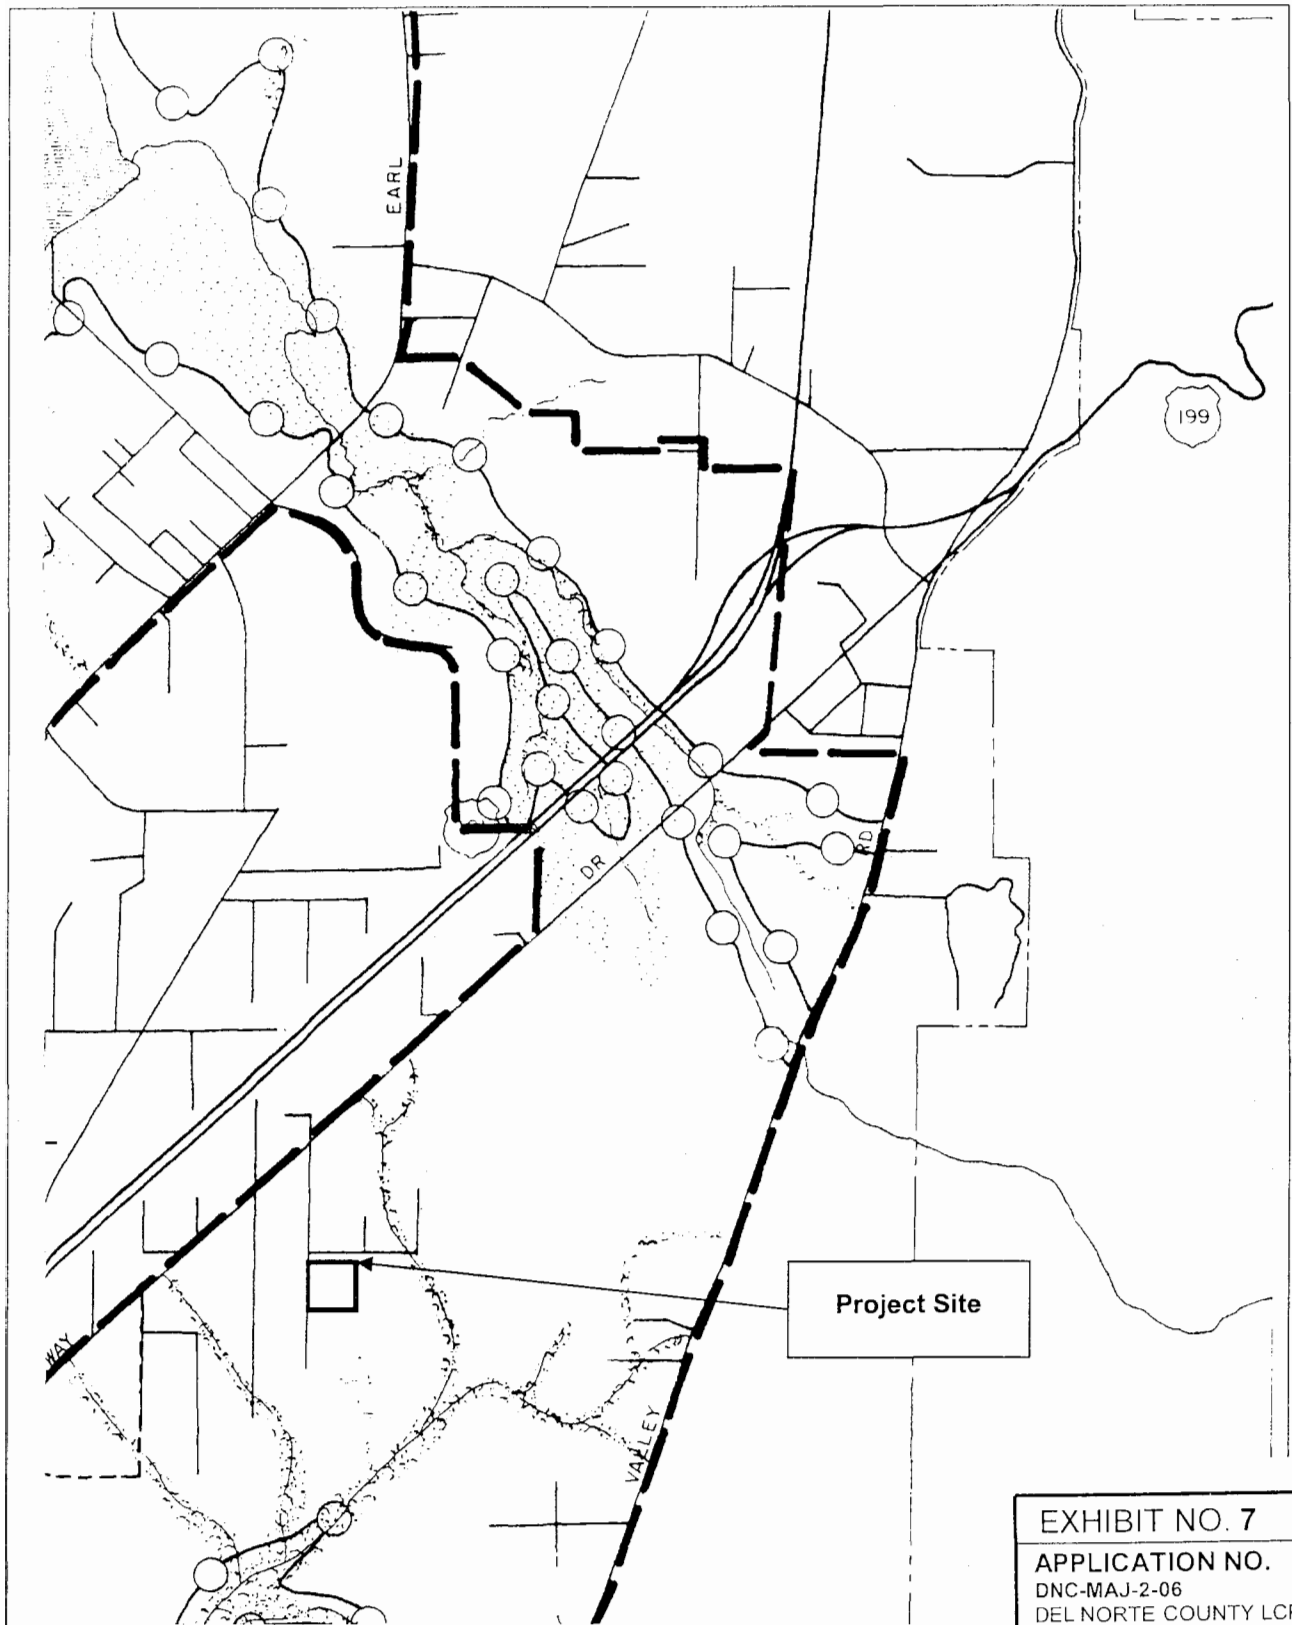 EARL
199
RD
DR
Project Site
WAY
VALLEY
EXHIBIT NO. 7
APPLICATION NO.
DNC-MAJ-2-06
DEL NORTE COUNTY LCP